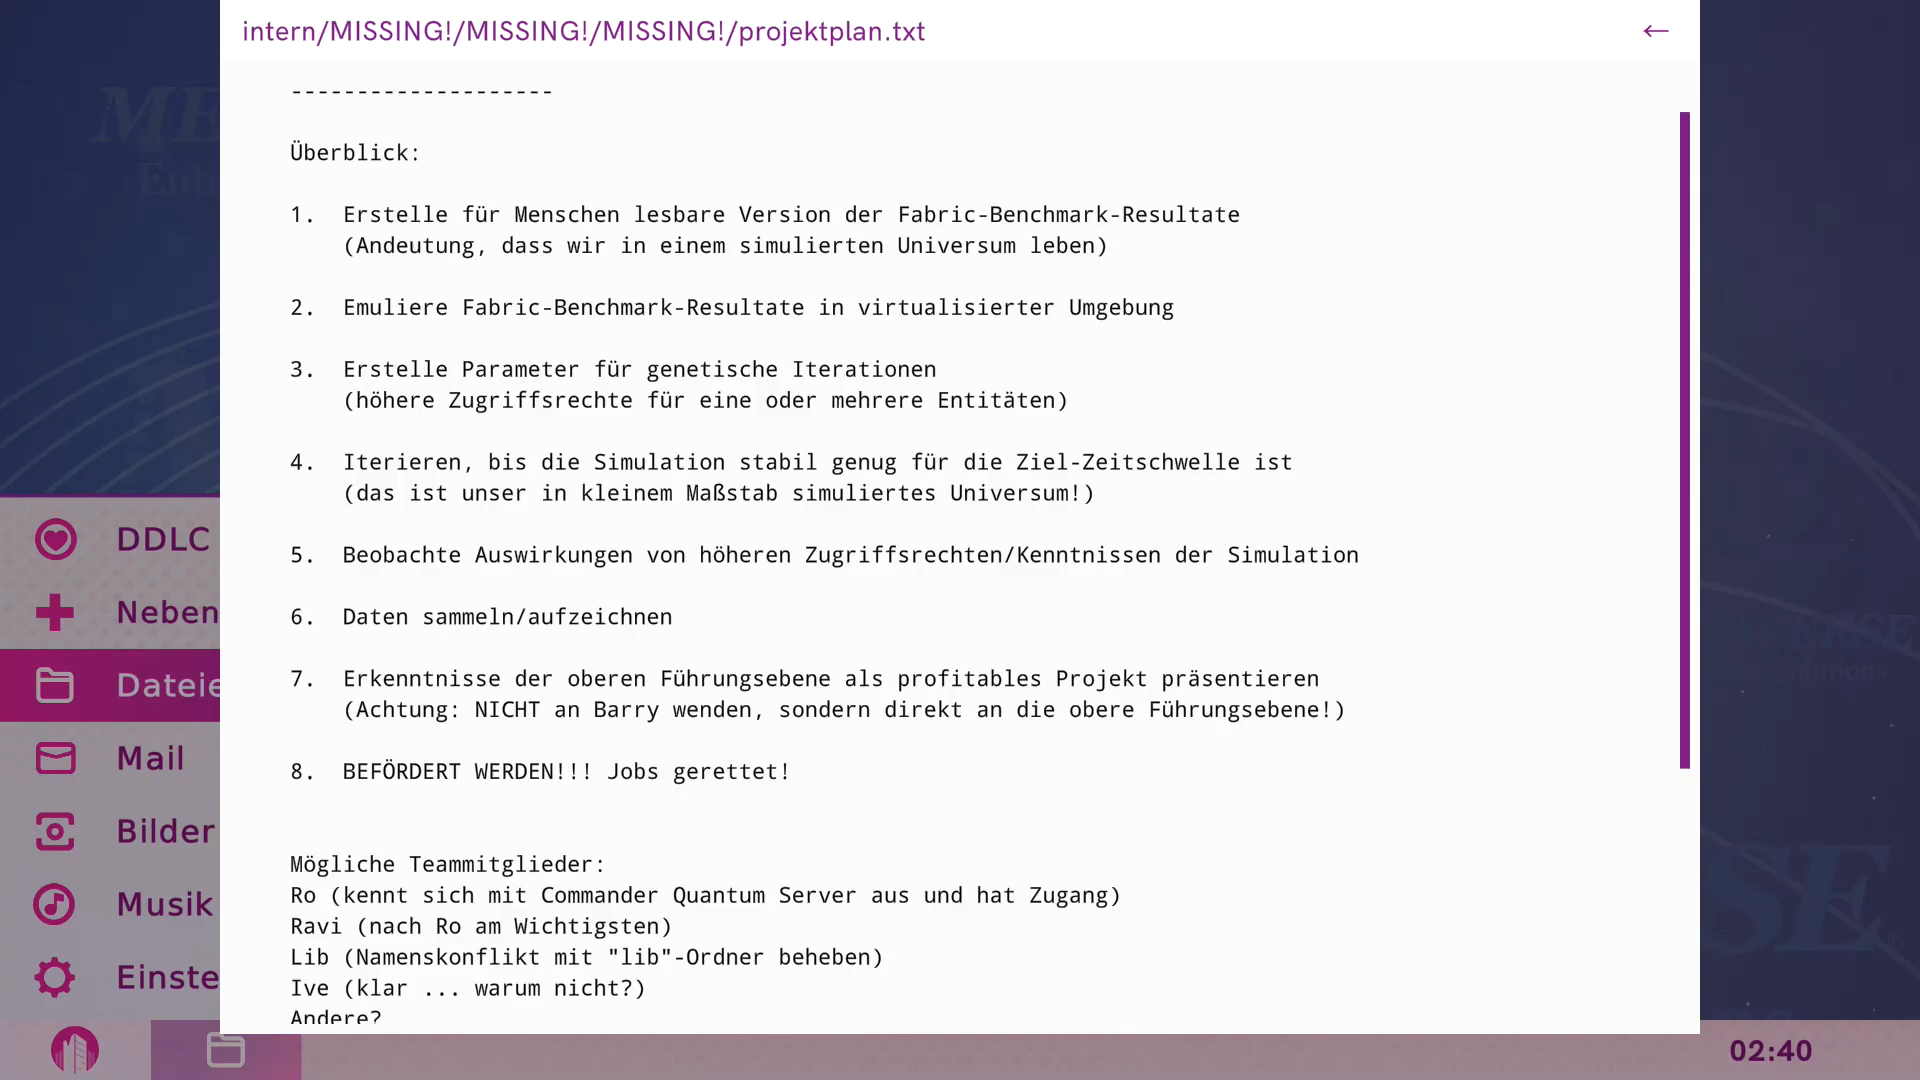 intern/MISSING!/MISSING!/MISSING!/projektplan.txt
←
--------------------
Überblick:
1. Erstelle für Menschen lesbare Version der Fabric-Benchmark-Resultate
(Andeutung, dass wir in einem simulierten Universum leben)
2. Emuliere Fabric-Benchmark-Resultate in virtualisierter Umgebung
3. Erstelle Parameter für genetische Iterationen
(höhere Zugriffsrechte für eine oder mehrere Entitäten)
4. Iterieren, bis die Simulation stabil genug für die Ziel-Zeitschwelle ist
(das ist unser in kleinem Maßstab simuliertes Universum!)
5. Beobachte Auswirkungen von höheren Zugriffsrechten/Kenntnissen der Simulation
6. Daten sammeln/aufzeichnen
7. Erkenntnisse der oberen Führungsebene als profitables Projekt präsentieren
(Achtung: NICHT an Barry wenden, sondern direkt an die obere Führungsebene!)
8. BEFÖRDERT WERDEN!!! Jobs gerettet!
Mögliche Teammitglieder:
Ro (kennt sich mit Commander Quantum Server aus und hat Zugang)
Ravi (nach Ro am Wichtigsten)
Lib (Namenskonflikt mit "lib"-Ordner beheben)
Ive (klar ... warum nicht?)
Andere?
DDLC
Neben
Dateie
Mail
Bilder
Musik
Einste
02:40